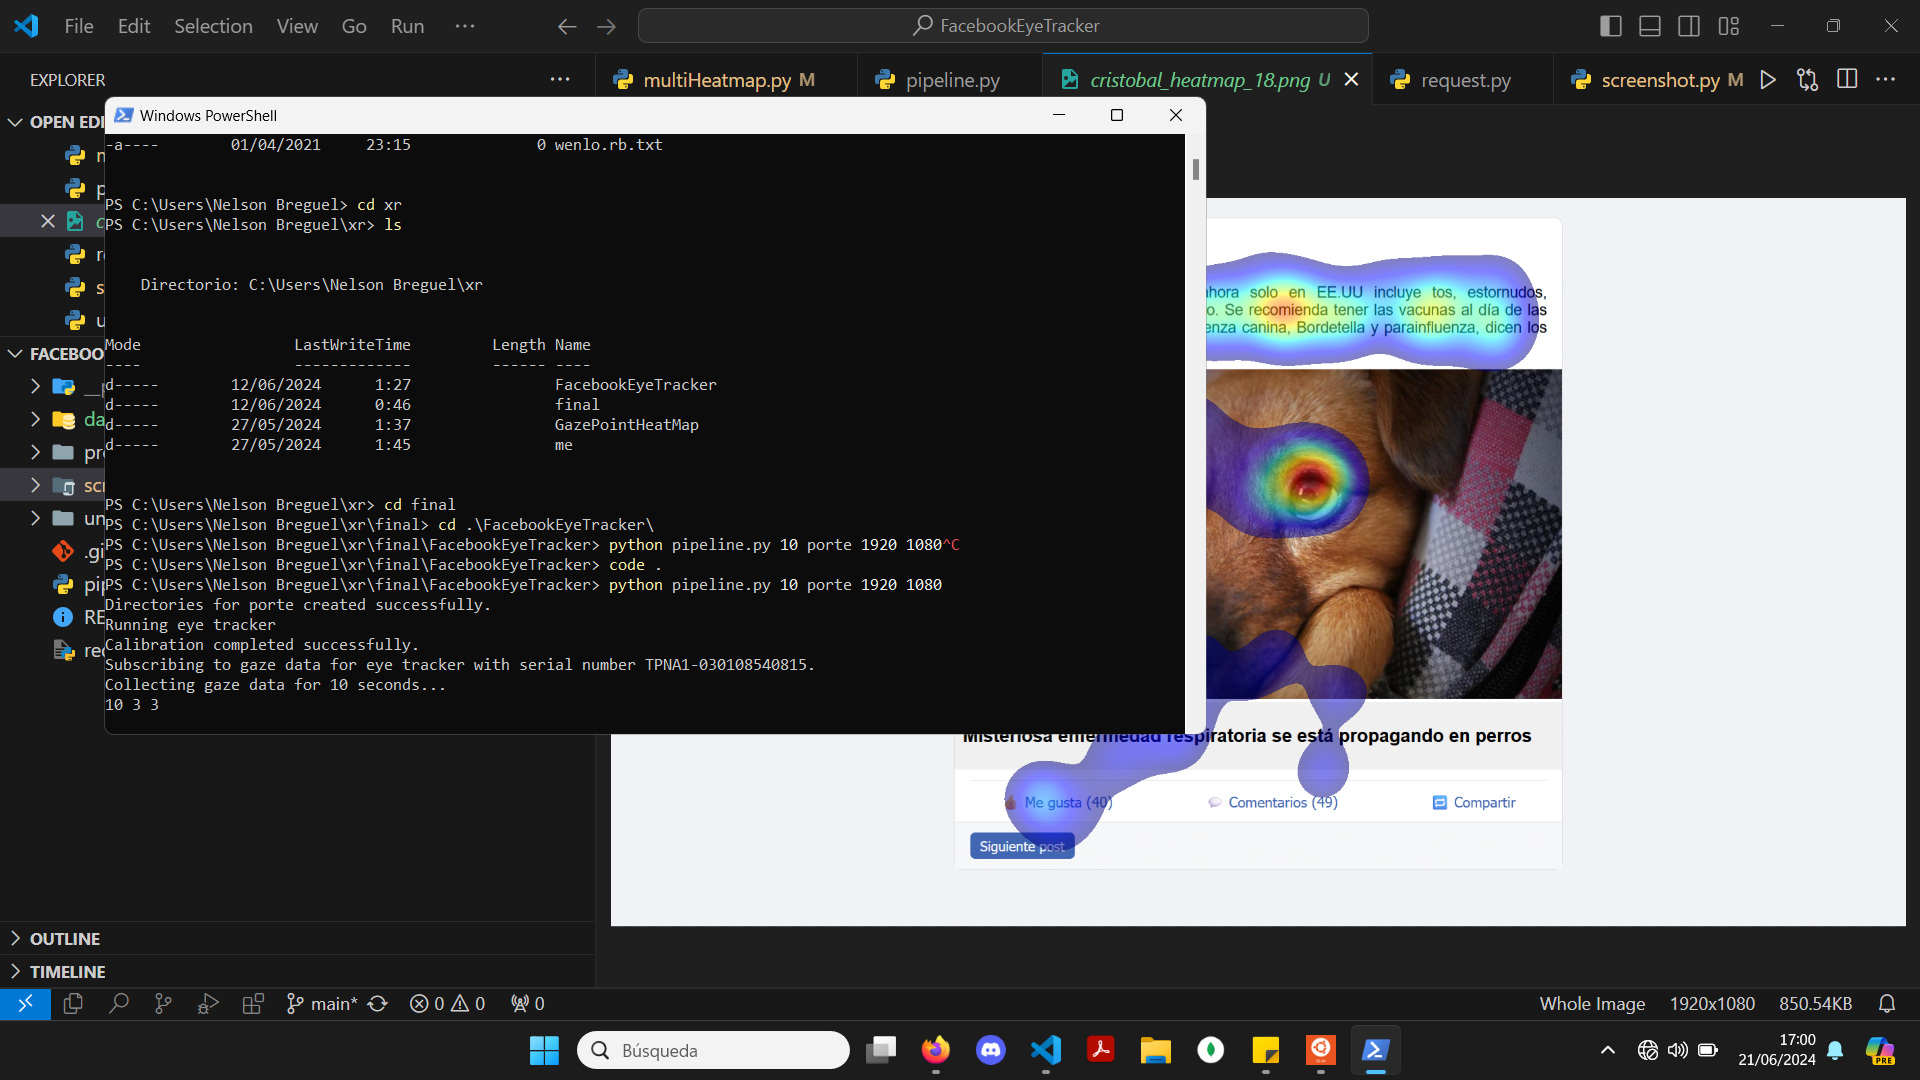 File Edit Selection View Go Run ···
FacebookEyeTracker
EXPLORER ···
multiHeatmap.py M
pipeline.py
cristobal_heatmap_18.png U
request.py
screenshot.py M
OPEN EDI
FACEBOO
OUTLINE
TIMELINE
Windows PowerShell
-a---- 01/04/2021 23:15 0 wenlo.rb.txt
PS C:\Users\Nelson Breguel> cd xr
PS C:\Users\Nelson Breguel\xr> ls
Directorio: C:\Users\Nelson Breguel\xr
Mode LastWriteTime Length Name
---- ------------- ------ ----
d----- 12/06/2024 1:27 FacebookEyeTracker
d----- 12/06/2024 0:46 final
d----- 27/05/2024 1:37 GazePointHeatMap
d----- 27/05/2024 1:45 me
PS C:\Users\Nelson Breguel\xr> cd final
PS C:\Users\Nelson Breguel\xr\final> cd .\FacebookEyeTracker\
PS C:\Users\Nelson Breguel\xr\final\FacebookEyeTracker> python pipeline.py 10 porte 1920 1080^C
PS C:\Users\Nelson Breguel\xr\final\FacebookEyeTracker> code .
PS C:\Users\Nelson Breguel\xr\final\FacebookEyeTracker> python pipeline.py 10 porte 1920 1080
Directories for porte created successfully.
Running eye tracker
Calibration completed successfully.
Subscribing to gaze data for eye tracker with serial number TPNA1-030108540815.
Collecting gaze data for 10 seconds...
10 3 3
ahora solo en EE.UU incluye tos, estornudos,
o. Se recomienda tener las vacunas al día de las
enza canina, Bordetella y parainfluenza, dicen los
Misteriosa enfermedad respiratoria se está propagando en perros
Me gusta (40) Comentarios (49) Compartir
Siguiente post
main* 0 0 0
Whole Image 1920x1080 850.54KB
Búsqueda
17:00
21/06/2024
PRE